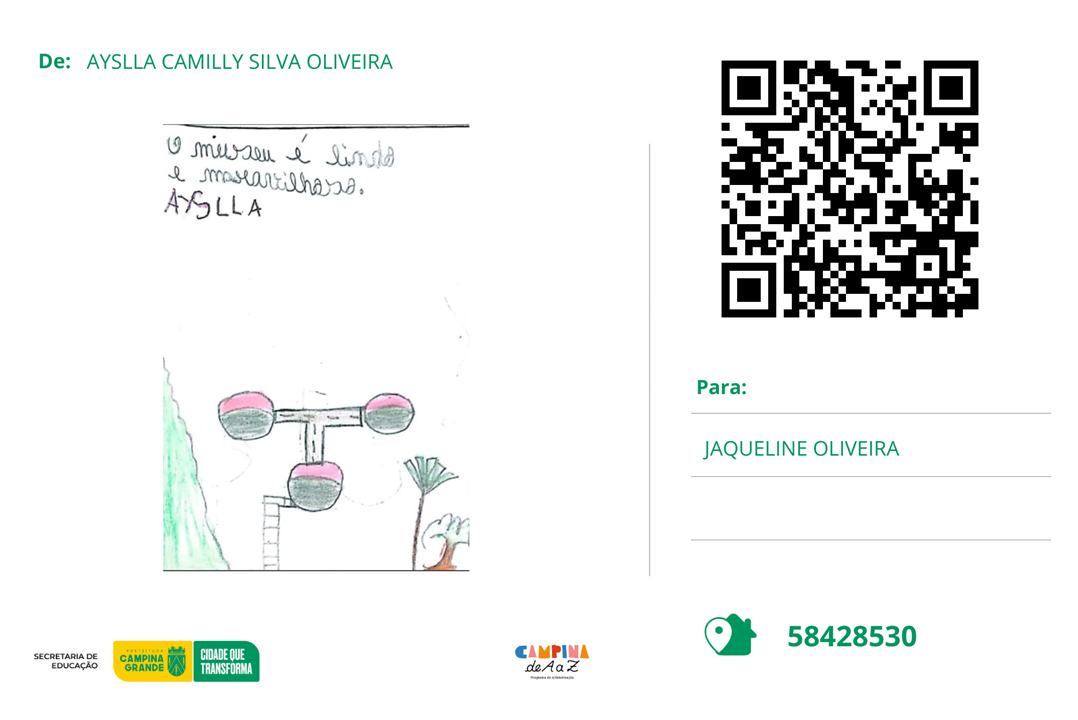 De: AYSLLA CAMILLY SILVA OLIVEIRA
O miuseu é lindo
e maravilhoso.
AYSLLA
Para:
JAQUELINE OLIVEIRA
58428530
SECRETARIA DE
EDUCAÇÃO
PREFEITURA
CAMPINA
GRANDE
CIDADE QUE
TRANSFORMA
CAMPINA
de A a Z
Programa de Alfabetização